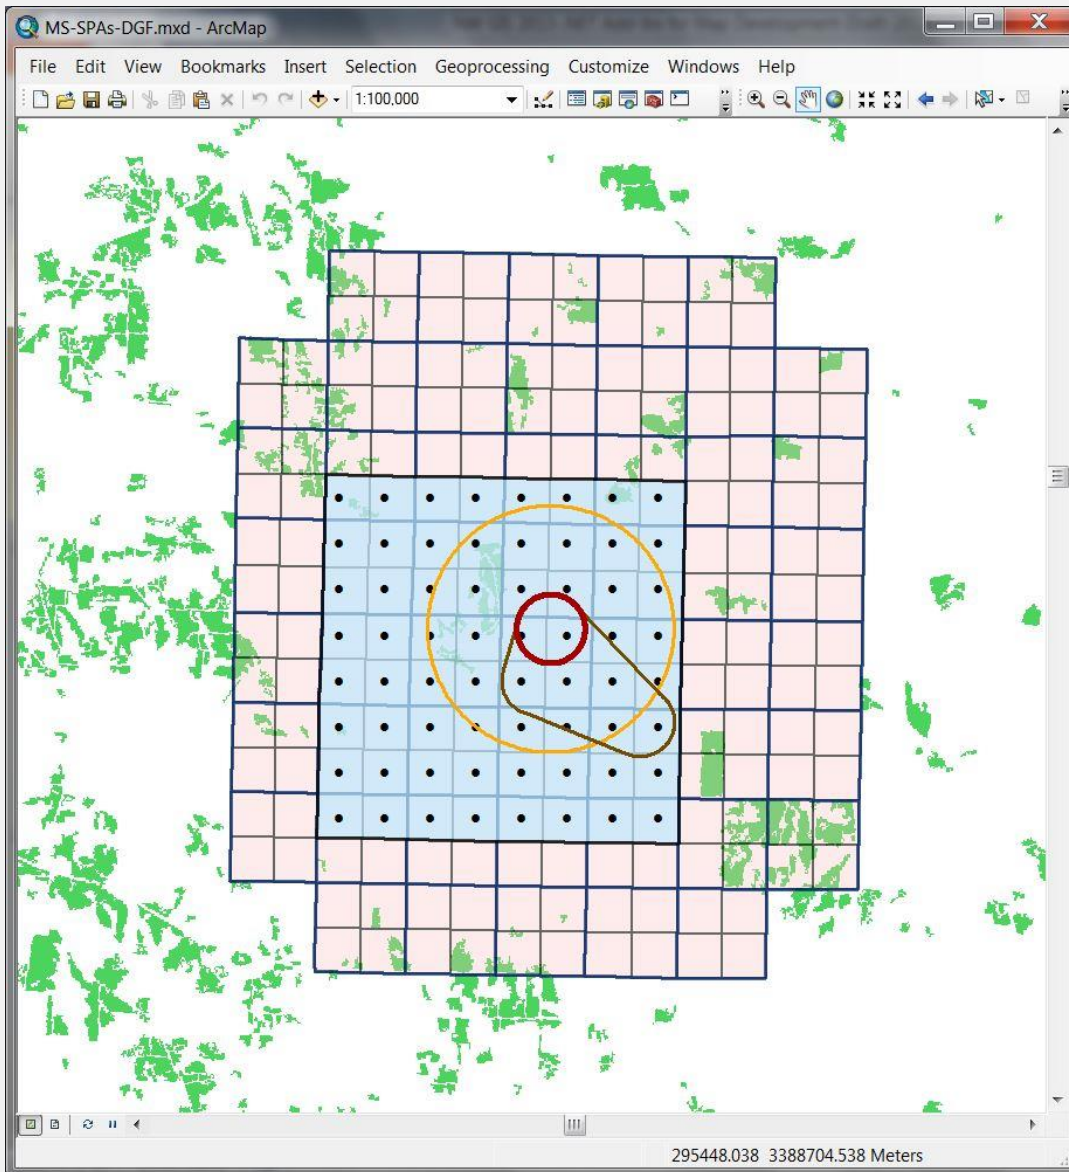 MS-SPAs-DGF.mxd - ArcMap
File Edit View Bookmarks Insert Selection Geoprocessing Customize Windows Help
1:100,000
295448.038 3388704.538 Meters